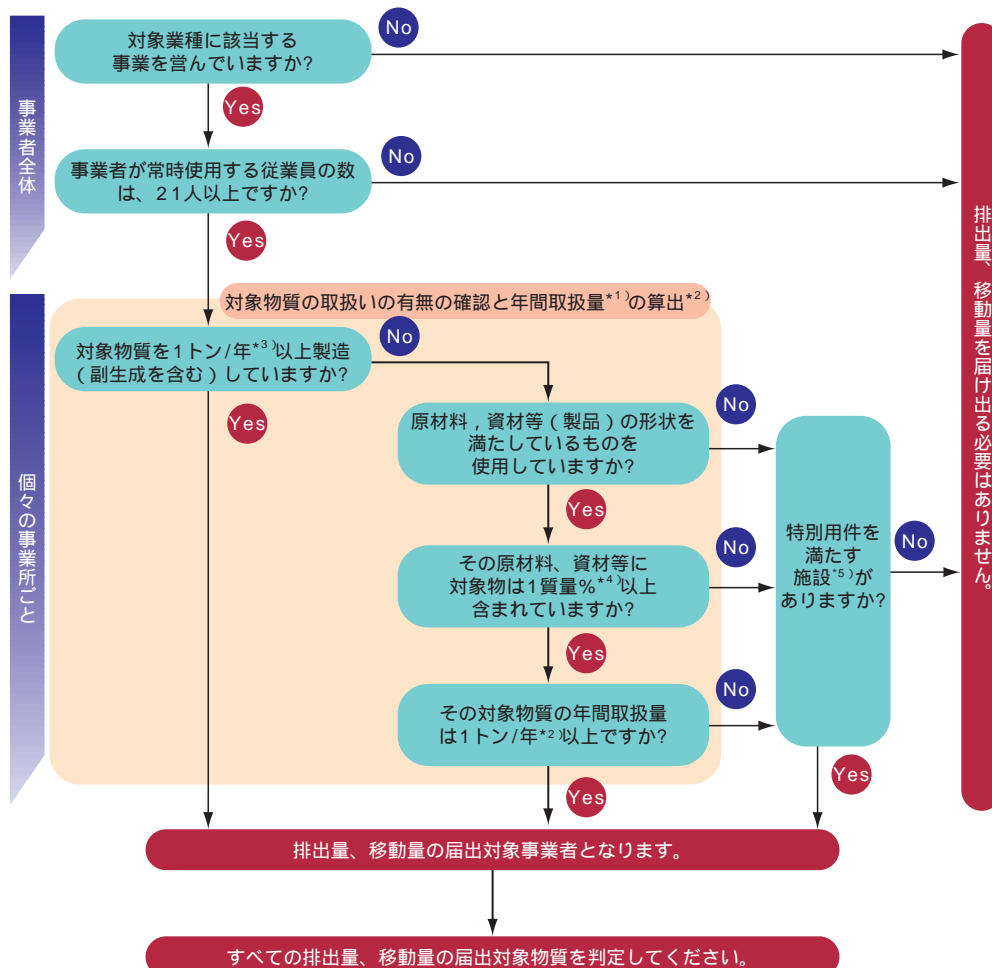 事業者全体
対象業種に該当する
事業を営んでいますか?
No
Yes
事業者が常時使用する従業員の数
は、21人以上ですか?
No
Yes
個々の事業所ごと
対象物質の取扱いの有無の確認と年間取扱量*1)の算出*2)
対象物質を1トン/年*3)以上製造
(副生成を含む)していますか?
No
Yes
原材料,資材等(製品)の形状を
満たしているものを
使用していますか?
No
Yes
その原材料、資材等に
対象物は1質量%*4)以上
含まれていますか?
No
Yes
その対象物質の年間取扱量
は1トン/年*2)以上ですか?
No
Yes
特別用件を
満たす
施設*5)が
ありますか?
No
Yes
排出量、移動量を届け出る必要はありません。
排出量、移動量の届出対象事業者となります。
すべての排出量、移動量の届出対象物質を判定してください。